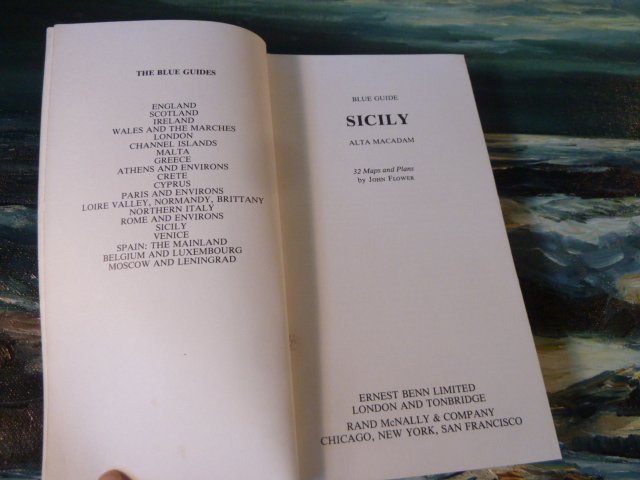 THE BLUE GUIDES
ENGLAND
SCOTLAND
IRELAND
WALES AND THE MARCHES
LONDON
CHANNEL ISLANDS
MALTA
GREECE
ATHENS AND ENVIRONS
CRETE
CYPRUS
PARIS AND ENVIRONS
LOIRE VALLEY, NORMANDY, BRITTANY
NORTHERN ITALY
ROME AND ENVIRONS
SICILY
VENICE
SPAIN: THE MAINLAND
BELGIUM AND LUXEMBOURG
MOSCOW AND LENINGRAD
BLUE GUIDE
SICILY
ALTA MACADAM
32 Maps and Plans
by JOHN FLOWER
ERNEST BENN LIMITED
LONDON AND TONBRIDGE
RAND McNALLY & COMPANY
CHICAGO, NEW YORK, SAN FRANCISCO